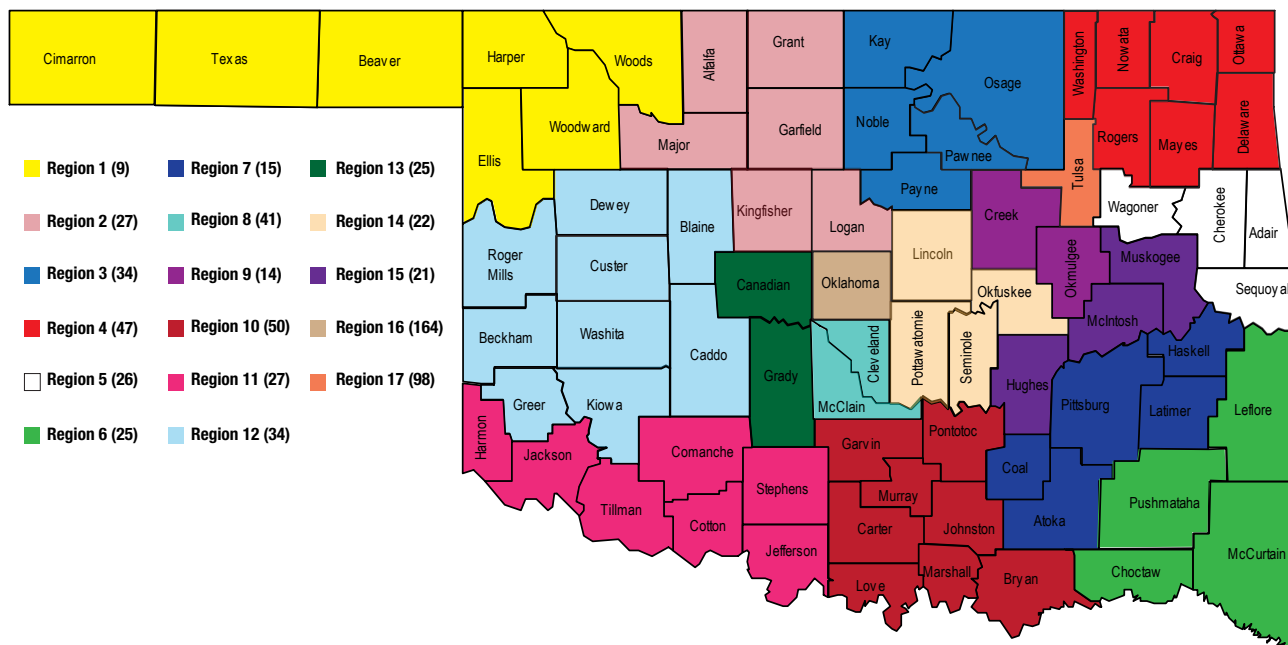 Cimarron
Texas
Beaver
Harper
Woods
Alfalfa
Grant
Kay
Osage
Washington
Nowata
Craig
Ottawa
Ellis
Woodward
Major
Garfield
Noble
Pawnee
Rogers
Mayes
Delaware
Region 1 (9)
Region 2 (27)
Region 3 (34)
Region 4 (47)
Region 5 (26)
Region 6 (25)
Region 7 (15)
Region 8 (41)
Region 9 (14)
Region 10 (50)
Region 11 (27)
Region 12 (34)
Region 13 (25)
Region 14 (22)
Region 15 (21)
Region 16 (164)
Region 17 (98)
Dewey
Blaine
Kingfisher
Logan
Payne
Creek
Tulsa
Wagoner
Cherokee
Adair
Roger
Mills
Custer
Canadian
Oklahoma
Lincoln
Okfuskee
Okmulgee
Muskogee
Sequoyah
Beckham
Washita
Caddo
Grady
McClain
Cleveland
Pottawatomie
Seminole
Hughes
McIntosh
Haskell
Pittsburg
Latimer
Leflore
Harmon
Greer
Kiowa
Jackson
Comanche
Tillman
Cotton
Stephens
Jefferson
Garvin
Pontotoc
Murray
Carter
Johnston
Love
Marshall
Bryan
Coal
Atoka
Pushmataha
Choctaw
McCurtain